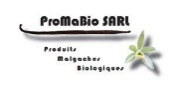 ProMaBio SARL
Produits
Malgaches
Biologiques